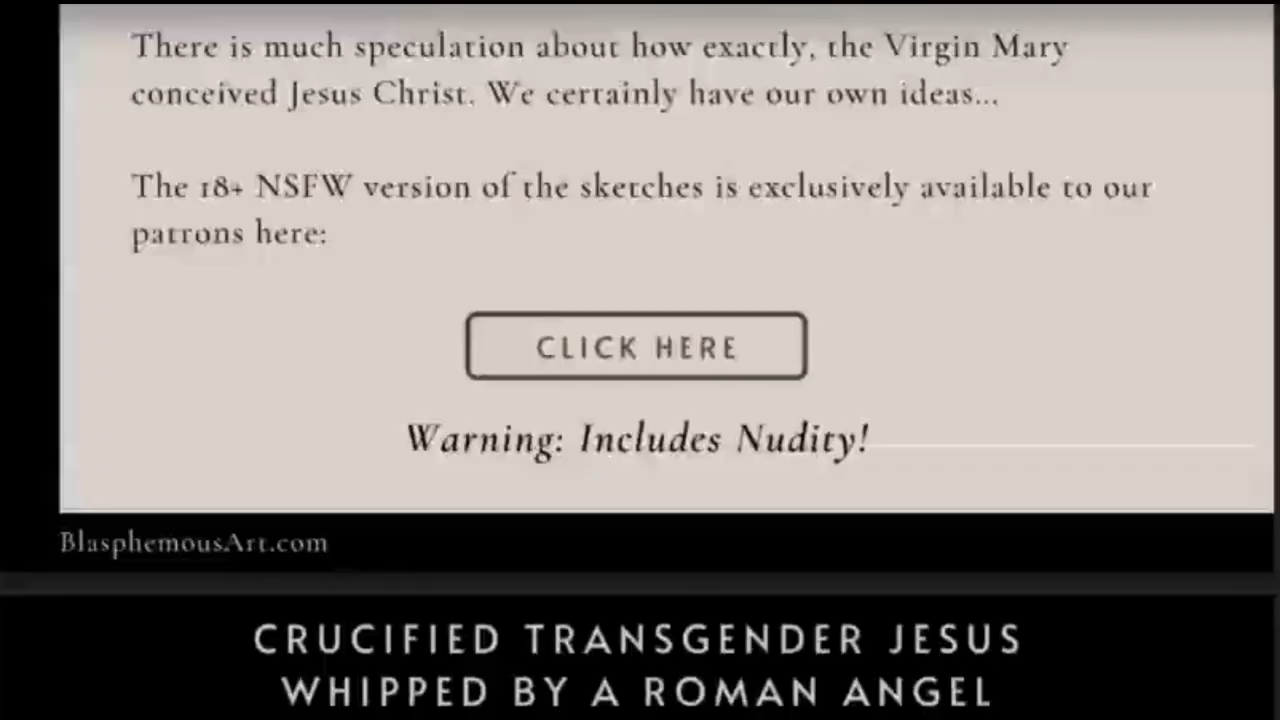 There is much speculation about how exactly, the Virgin Mary
conceived Jesus Christ. We certainly have our own ideas...
The 18+ NSFW version of the sketches is exclusively available to our
patrons here:
CLICK HERE
Warning: Includes Nudity!
BlasphemousArt.com
CRUCIFIED TRANSGENDER JESUS
WHIPPED BY A ROMAN ANGEL